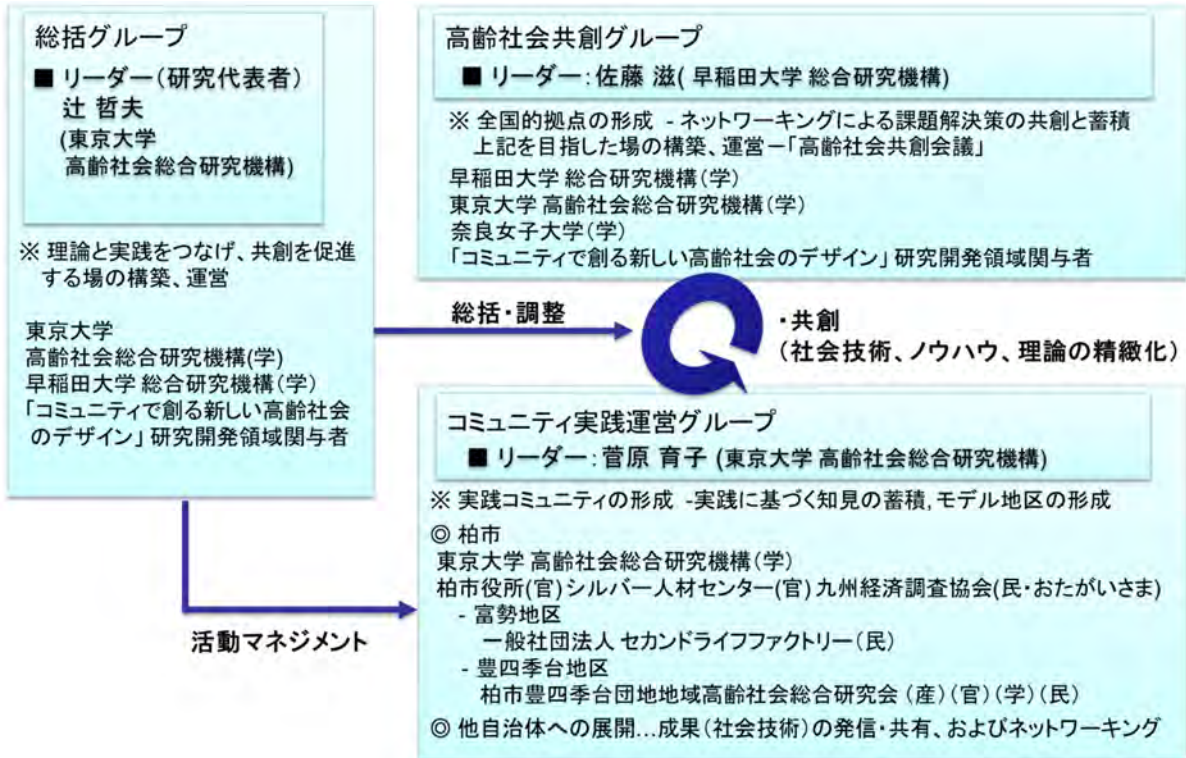 総括グループ
■ リーダー(研究代表者)
辻 哲夫
(東京大学
高齢社会総合研究機構)
※ 理論と実践をつなげ、共創を促進
する場の構築、運営
東京大学
高齢社会総合研究機構(学)
早稲田大学 総合研究機構(学)
「コミュニティで創る新しい高齢社会
のデザイン」研究開発領域関与者
高齢社会共創グループ
■ リーダー:佐藤 滋( 早稲田大学 総合研究機構)
※ 全国的拠点の形成 - ネットワーキングによる課題解決策の共創と蓄積
上記を目指した場の構築、運営-「高齢社会共創会議」
早稲田大学 総合研究機構(学)
東京大学 高齢社会総合研究機構(学)
奈良女子大学(学)
「コミュニティで創る新しい高齢社会のデザイン」研究開発領域関与者
総括・調整
・共創
(社会技術、ノウハウ、理論の精緻化)
コミュニティ実践運営グループ
■ リーダー:菅原 育子 (東京大学 高齢社会総合研究機構)
※ 実践コミュニティの形成 -実践に基づく知見の蓄積,モデル地区の形成
◎ 柏市
東京大学 高齢社会総合研究機構(学)
柏市役所(官)シルバー人材センター(官)九州経済調査協会(民・おたがいさま)
- 富勢地区
一般社団法人 セカンドライフファクトリー(民)
- 豊四季台地区
柏市豊四季台団地地域高齢社会総合研究会 (産)(官)(学)(民)
◎ 他自治体への展開…成果(社会技術)の発信・共有、およびネットワーキング
活動マネジメント